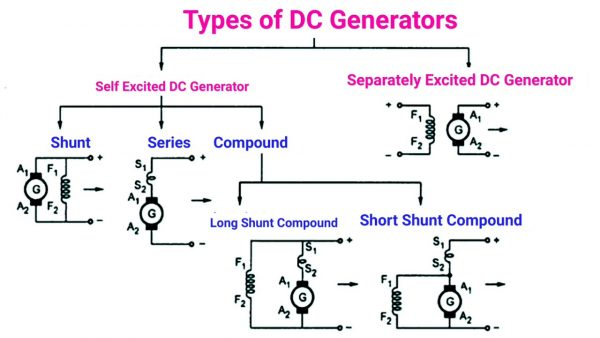 Types of DC Generators
Self Excited DC Generator
Separately Excited DC Generator
Shunt
Series
Compound
+
F1
F2
−
G
+
A1
A2
−
A1
F1
G
A2
F2
+
−
S1
S2
A1
G
A2
+
−
Long Shunt Compound
Short Shunt Compound
F1
F2
S1
S2
A1
G
A2
+
−
S1
S2
F1
F2
A1
G
A2
+
−